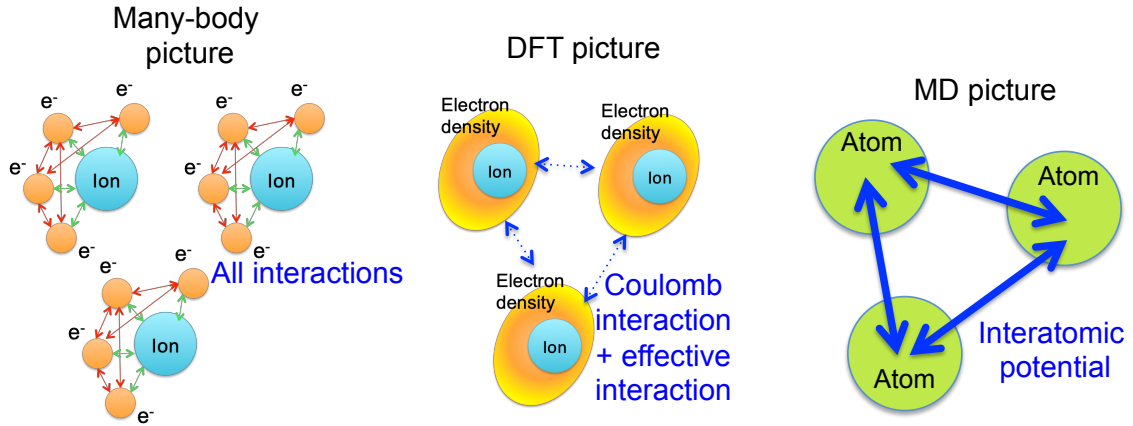 Many-body
picture
e-
e-
e-
Ion
e-
e-
e-
e-
Ion
e-
All interactions
e-
e-
e-
Ion
e-
DFT picture
Electron
density
Ion
Electron
density
Ion
Electron
density
Ion
Coulomb
interaction
+ effective
interaction
MD picture
Atom
Atom
Atom
Interatomic
potential